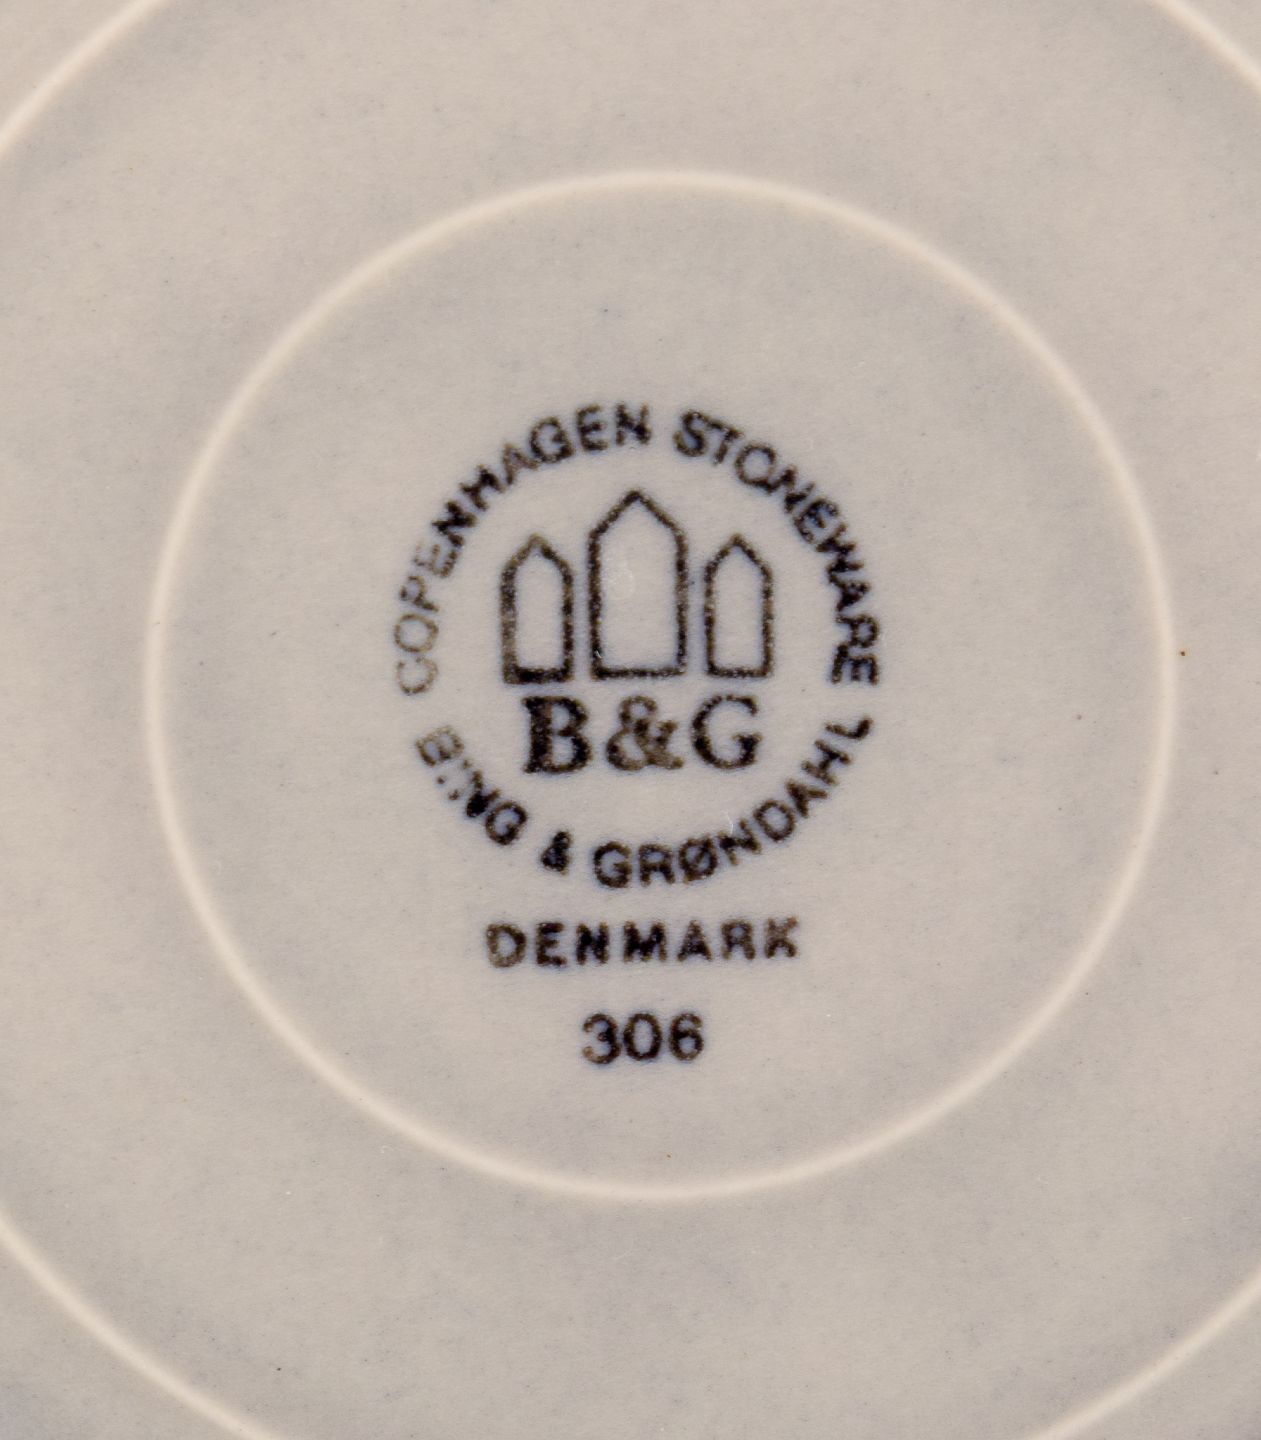 COPENHAGEN STONEWARE
B&G
BING & GRØNDAHL
DENMARK
306